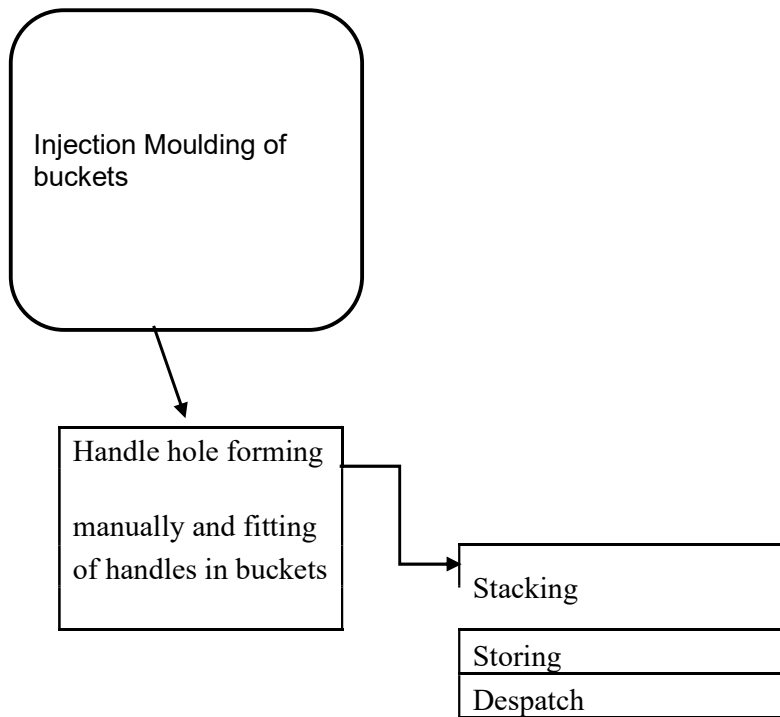 Injection Moulding of
buckets
Handle hole forming
manually and fitting
of handles in buckets
Stacking
Storing
Despatch